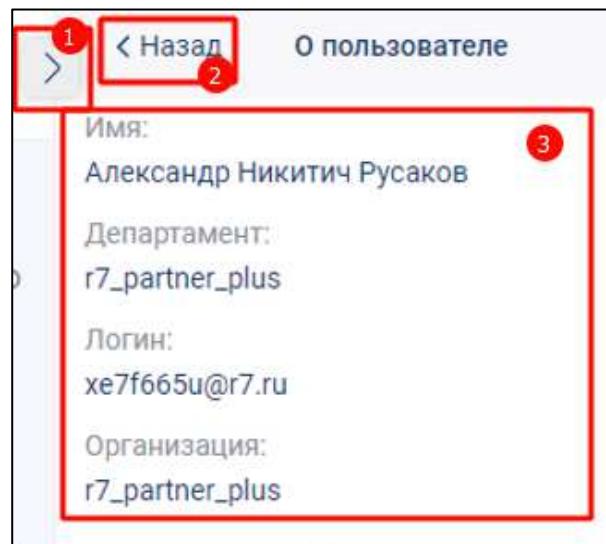 1
< Назад
2
О пользователе
3
Имя:
Александр Никитич Русаков
Департамент:
r7_partner_plus
Логин:
xe7f665u@r7.ru
Организация:
r7_partner_plus